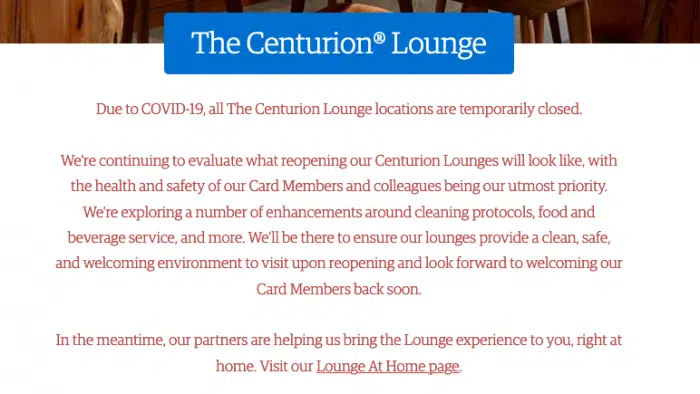 The Centurion® Lounge
Due to COVID-19, all The Centurion Lounge locations are temporarily closed.
We're continuing to evaluate what reopening our Centurion Lounges will look like, with
the health and safety of our Card Members and colleagues being our utmost priority.
We're exploring a number of enhancements around cleaning protocols, food and
beverage service, and more. We'll be there to ensure our lounges provide a clean, safe,
and welcoming environment to visit upon reopening and look forward to welcoming our
Card Members back soon.
In the meantime, our partners are helping us bring the Lounge experience to you, right at
home. Visit our Lounge At Home page.